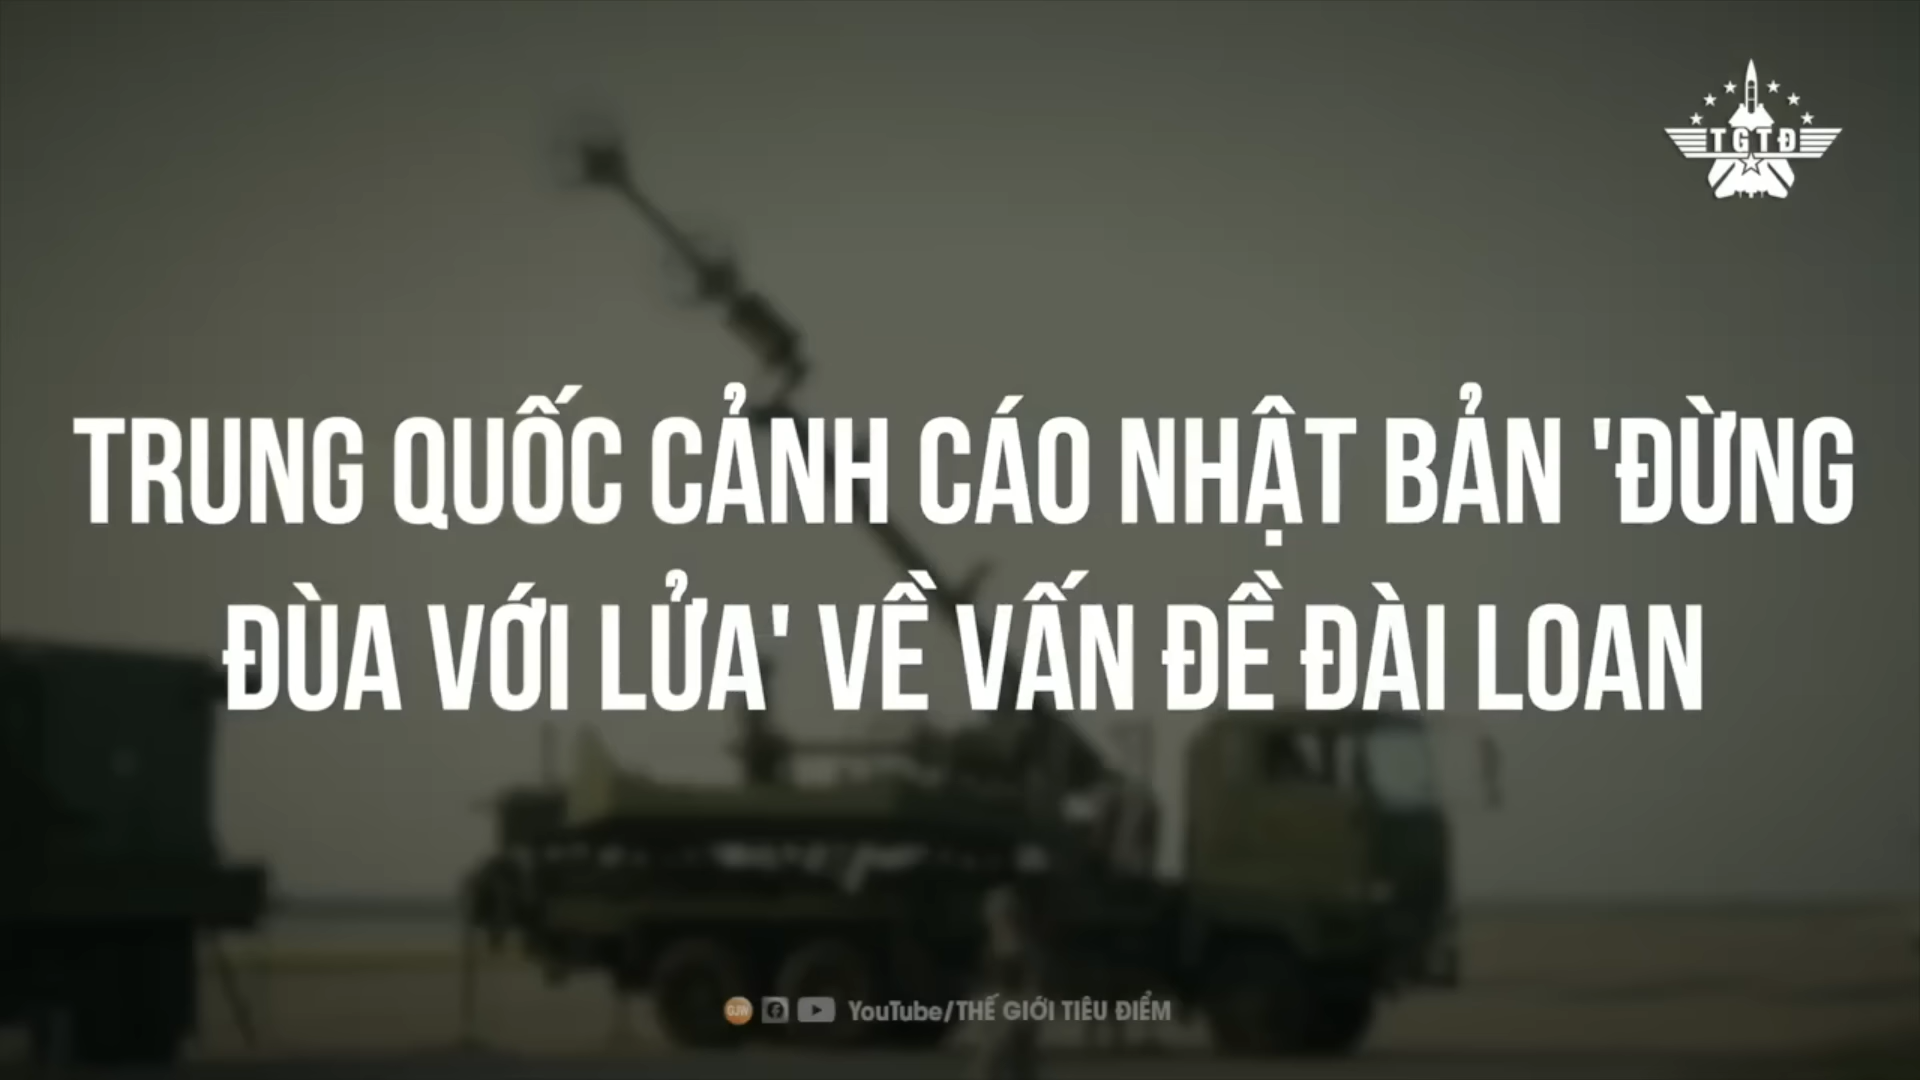 TGTĐ
TRUNG QUỐC CẢNH CÁO NHẬT BẢN 'ĐỪNG
ĐÙA VỚI LỬA' VỀ VẤN ĐỀ ĐÀI LOAN
GJW YouTube/THẾ GIỚI TIÊU ĐIỂM